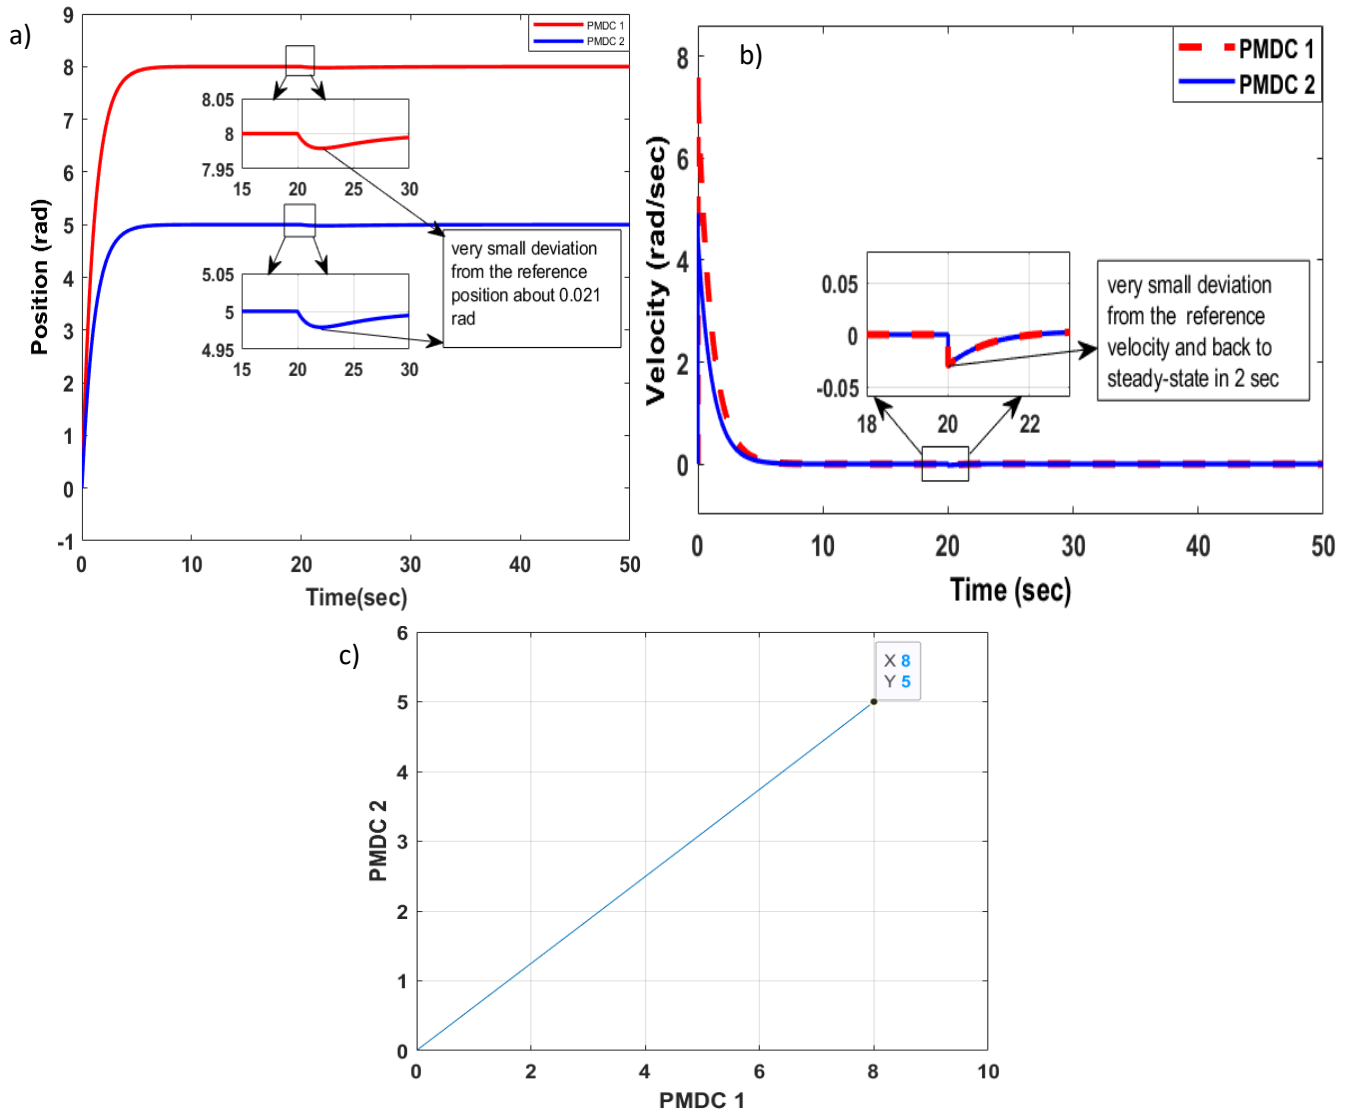 a)
9
8
7
6
5
4
3
2
1
0
-1
Position (rad)
0 10 20 30 40 50
Time(sec)
PMDC 1
PMDC 2
8.05
8
7.95
15 20 25 30
5.05
5
4.95
15 20 25 30
very small deviation
from the reference
position about 0.021
rad
b)
8
6
4
2
0
Velocity (rad/sec)
0 10 20 30 40 50
Time (sec)
PMDC 1
PMDC 2
0.05
0
-0.05
18 20 22
very small deviation
from the reference
velocity and back to
steady-state in 2 sec
c)
6
5
4
3
2
1
0
PMDC 2
0 2 4 6 8 10
PMDC 1
X 8
Y 5